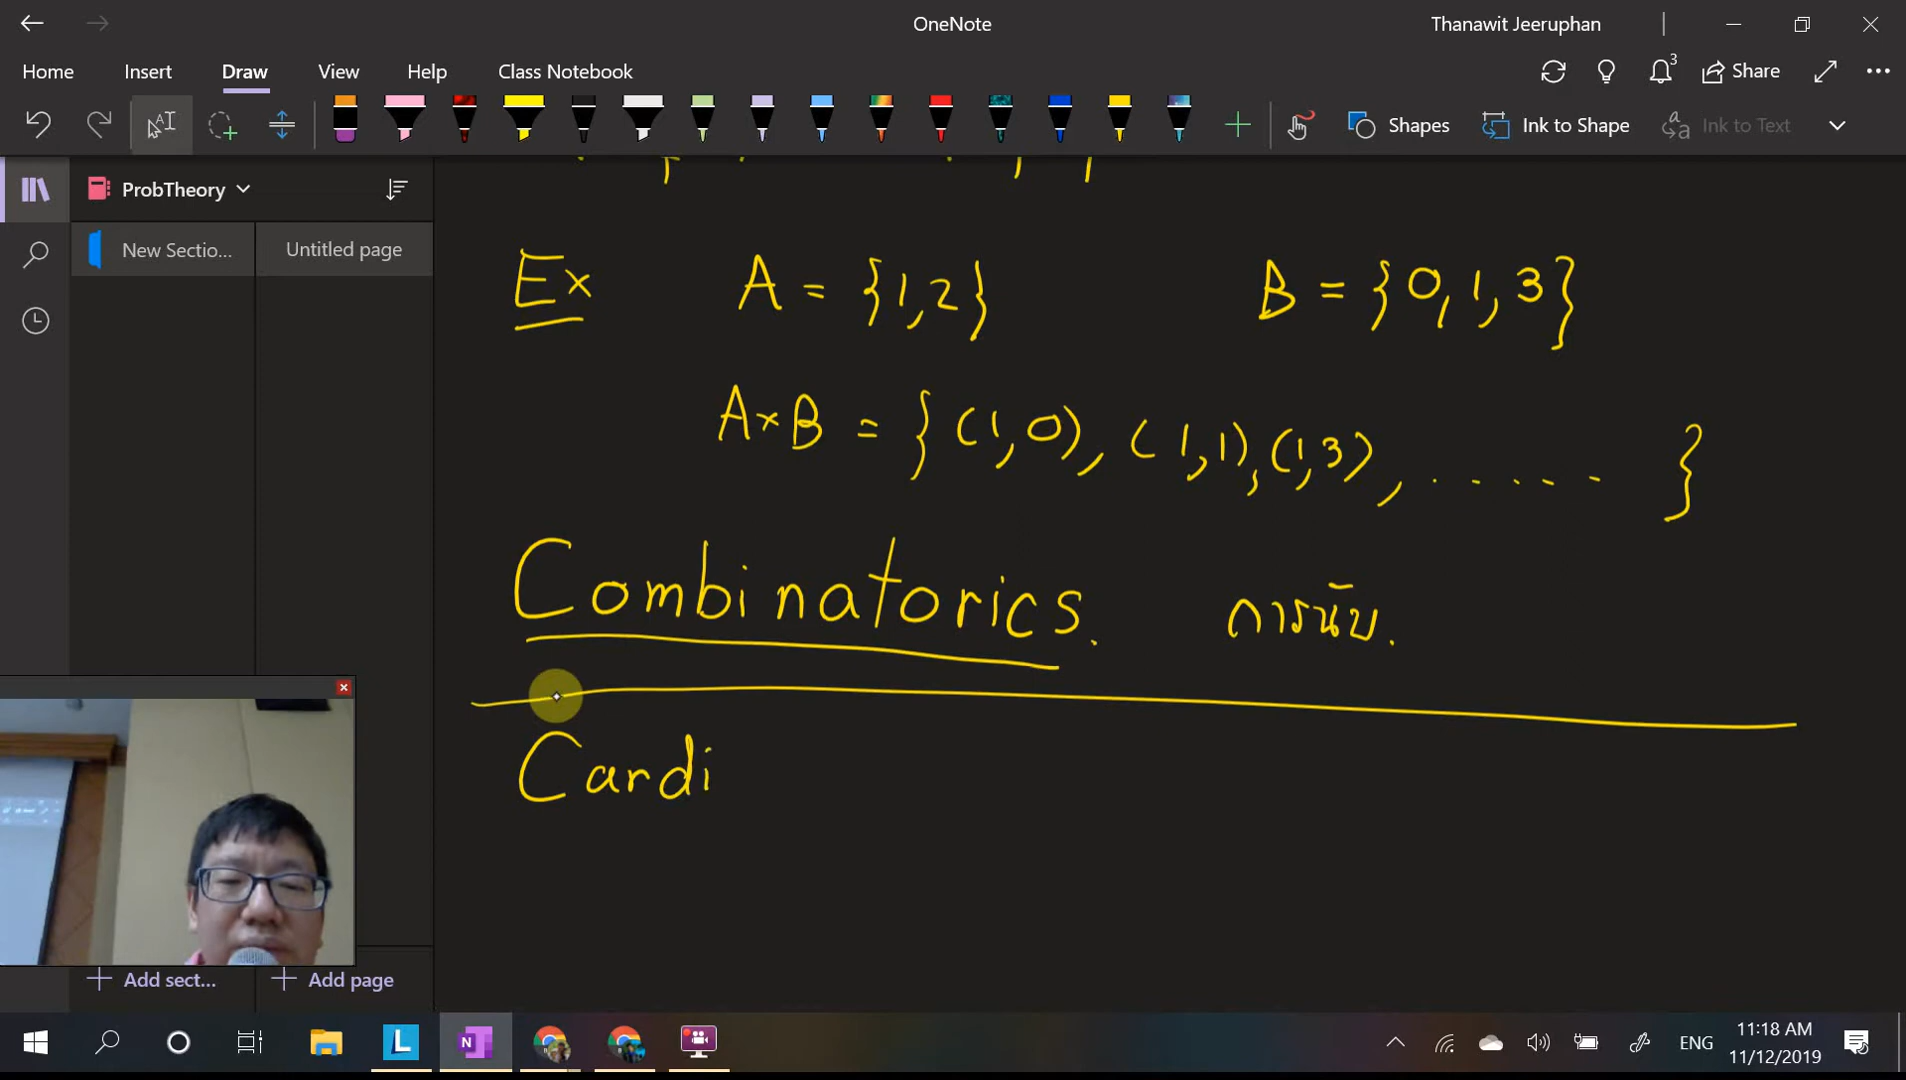 OneNote
Thanawit Jeeruphan
Home Insert Draw View Help Class Notebook
3
Share
Shapes
Ink to Shape
Ink to Text
ProbTheory
New Sectio...
Untitled page
Ex A = {1,2} B = {0,1,3}
A×B = { (1,0), (1,1), (1,3), ...... }
Combinatorics. การนับ.
Cardi
Add sect...
Add page
L
N
ENG
11:18 AM
11/12/2019